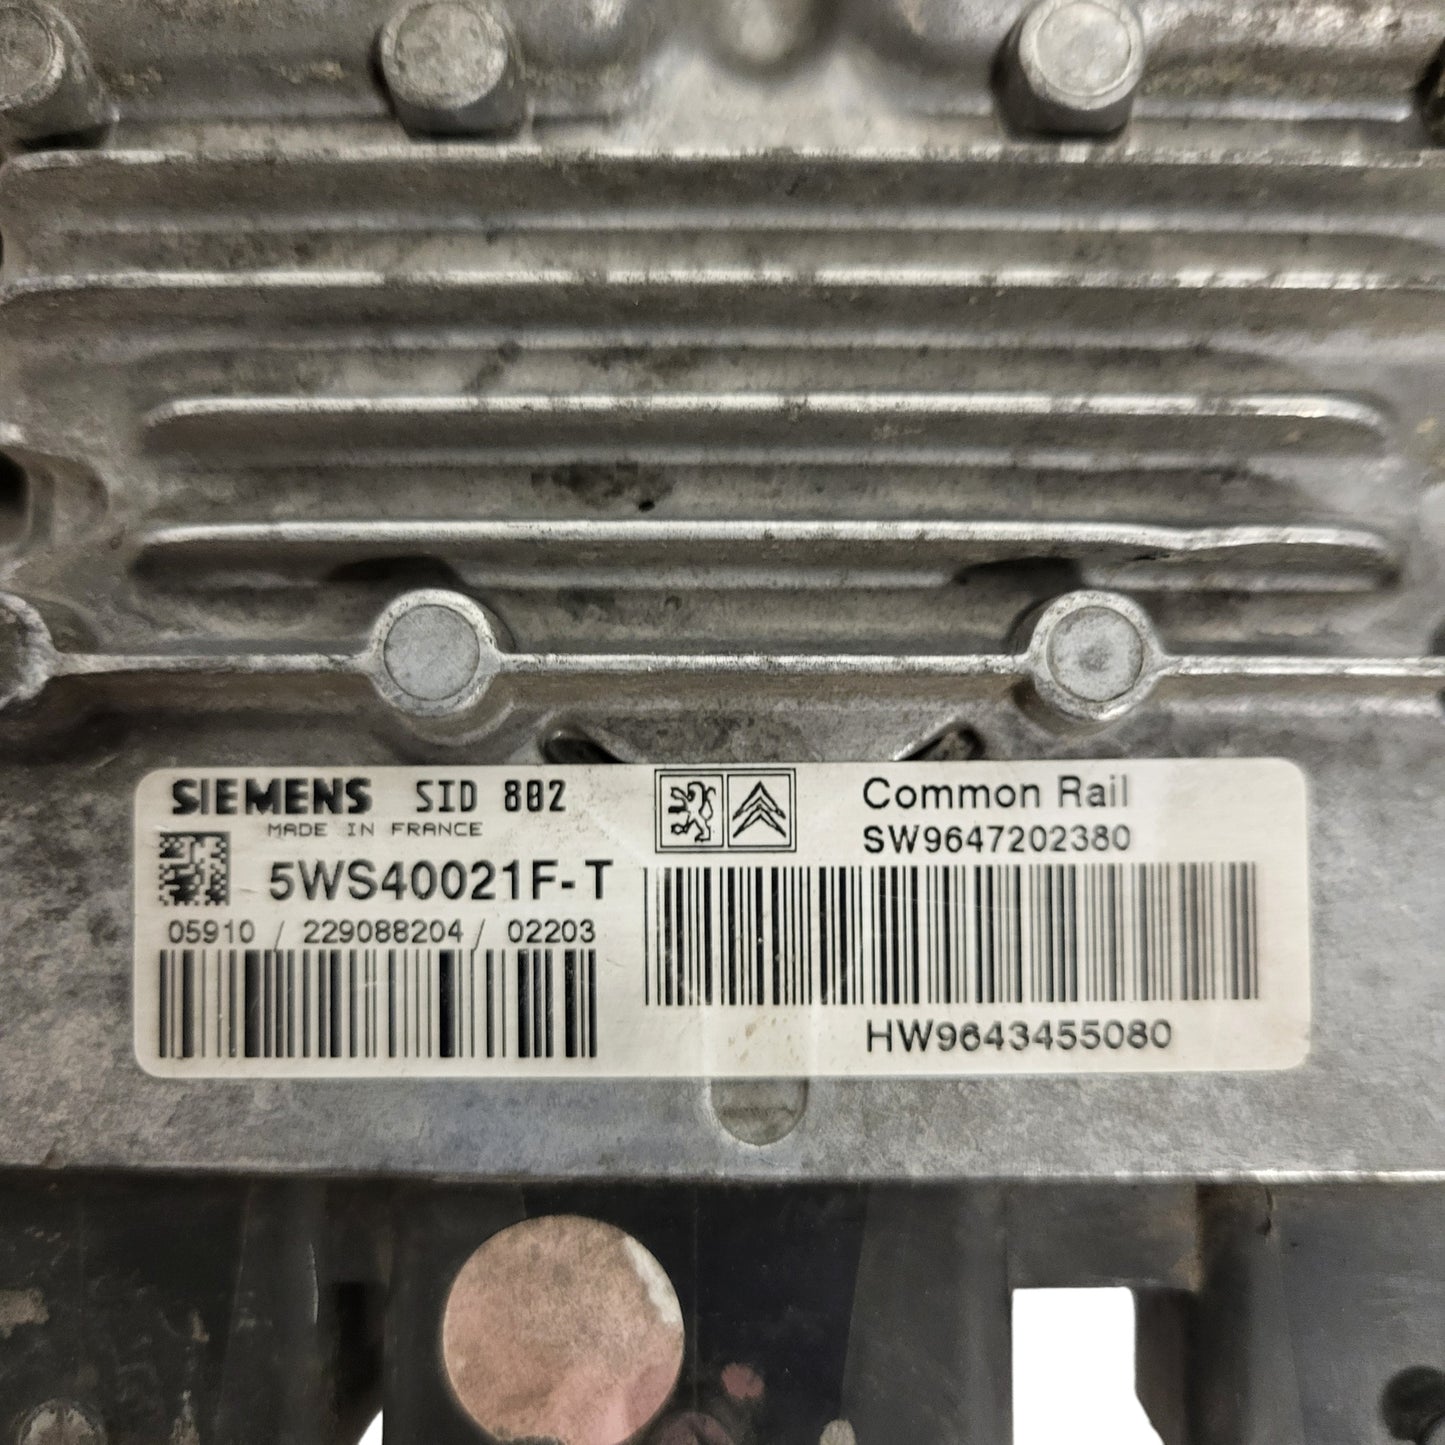 SIEMENS SID 802
MADE IN FRANCE
5WS40021F-T
05910 / 229088204 / 02203
Common Rail
SW9647202380
HW9643455080